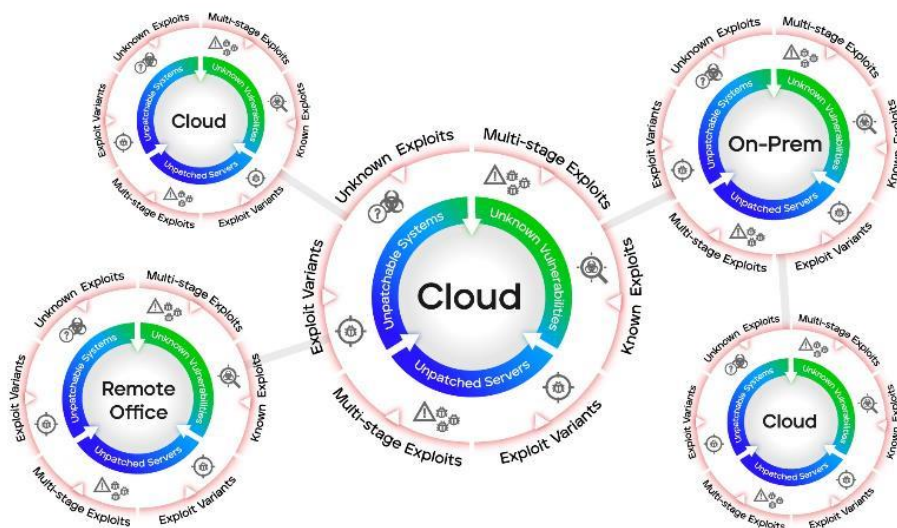 Unknown Exploits
Multi-stage Exploits
Known Exploits
Exploit Variants
Multi-stage Exploits
Exploit Variants
Unpatchable Systems
Unknown Vulnerabilities
Unpatched Servers
Cloud
Unknown Exploits
Multi-stage Exploits
Known Exploits
Exploit Variants
Multi-stage Exploits
Exploit Variants
Unpatchable Systems
Unknown Vulnerabilities
Unpatched Servers
On-Prem
Unknown Exploits
Multi-stage Exploits
Known Exploits
Exploit Variants
Multi-stage Exploits
Exploit Variants
Unpatchable Systems
Unknown Vulnerabilities
Unpatched Servers
Cloud
Unknown Exploits
Multi-stage Exploits
Known Exploits
Exploit Variants
Multi-stage Exploits
Exploit Variants
Unpatchable Systems
Unknown Vulnerabilities
Unpatched Servers
Remote
Office
Unknown Exploits
Multi-stage Exploits
Known Exploits
Exploit Variants
Multi-stage Exploits
Exploit Variants
Unpatchable Systems
Unknown Vulnerabilities
Unpatched Servers
Cloud